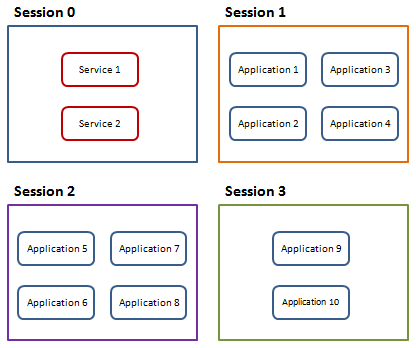 Session 0
Service 1
Service 2
Session 1
Application 1
Application 3
Application 2
Application 4
Session 2
Application 5
Application 7
Application 6
Application 8
Session 3
Application 9
Application 10